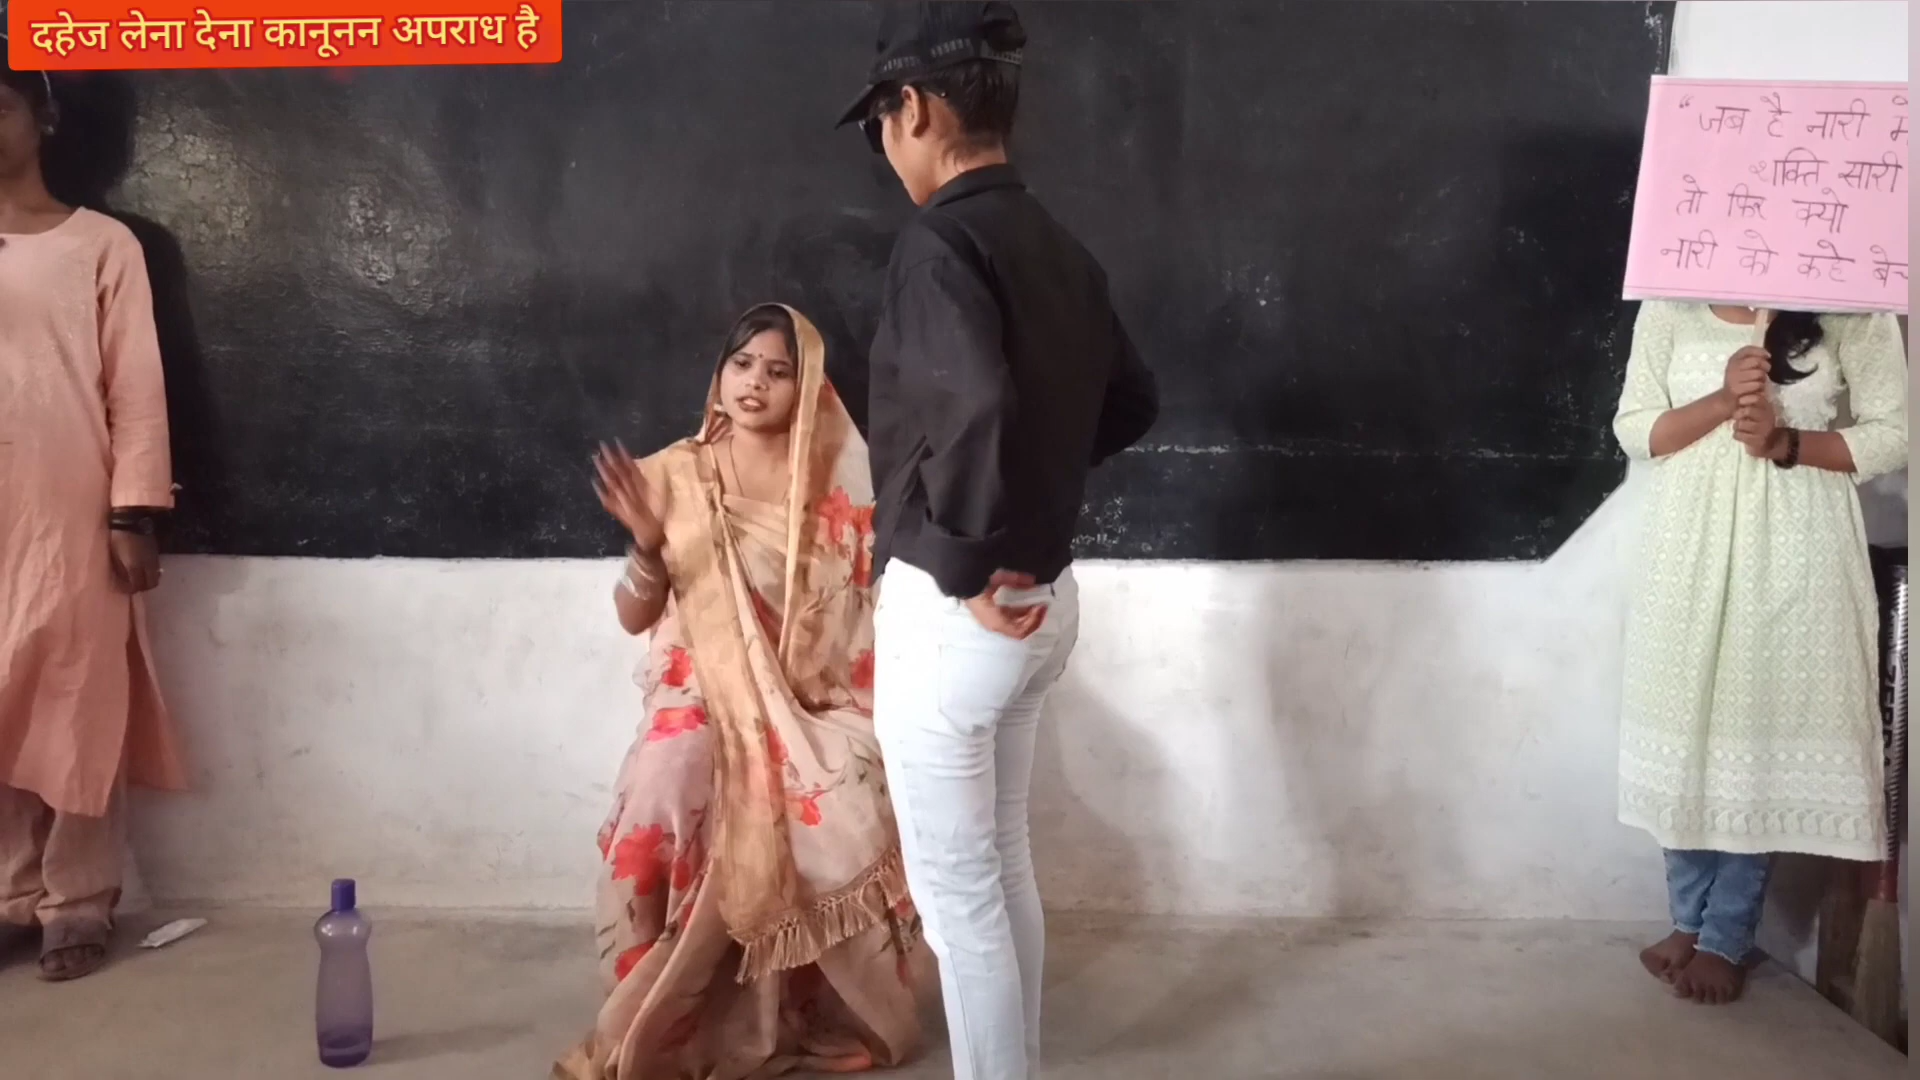 दहेज लेना देना कानूनन अपराध है
“जब है नारी में
शक्ति सारी
तो फिर क्यो
नारी को कहे